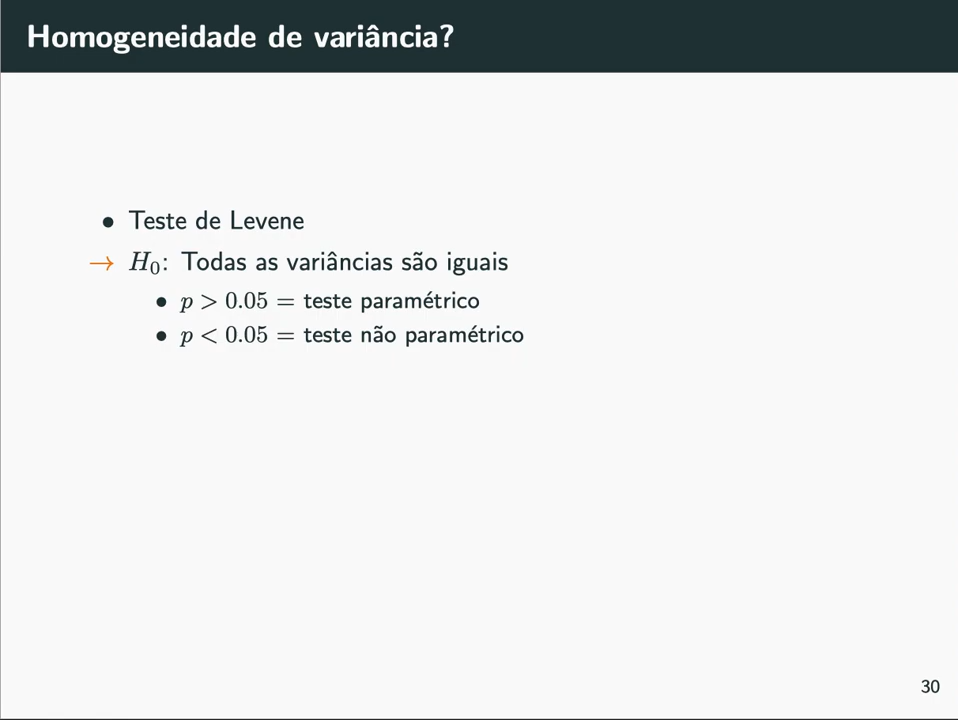 Homogeneidade de variância?
• Teste de Levene
→ H₀: Todas as variâncias são iguais
• p > 0.05 = teste paramétrico
• p < 0.05 = teste não paramétrico
30